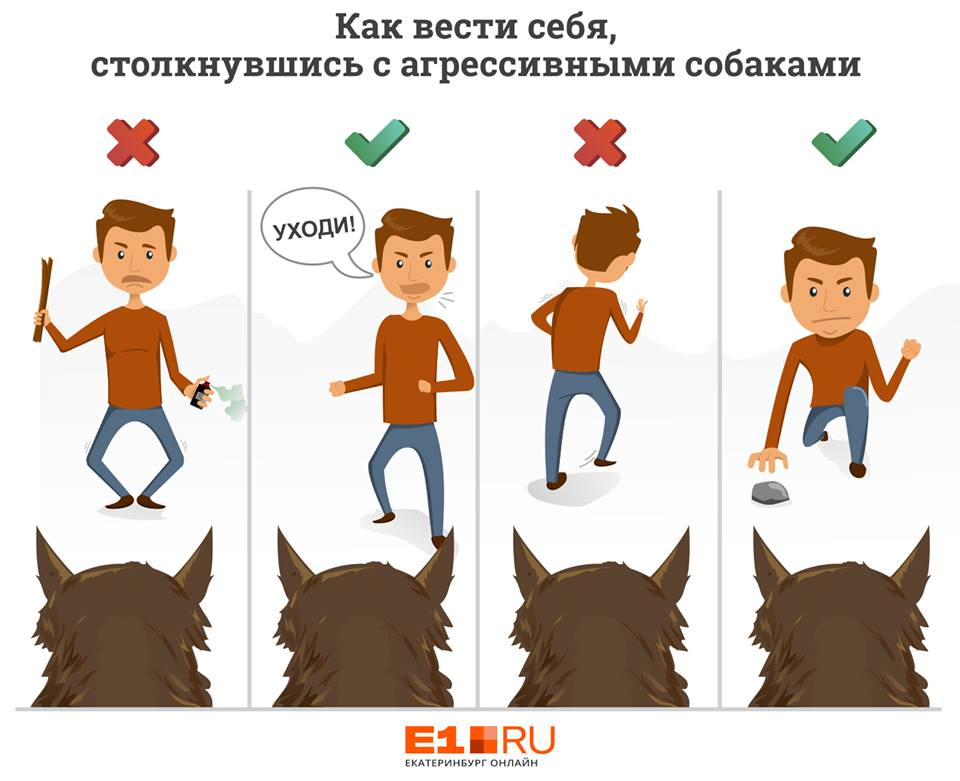 Как вести себя,
столкнувшись с агрессивными собаками
УХОДИ!
E1 RU
ЕКАТЕРИНБУРГ ОНЛАЙН